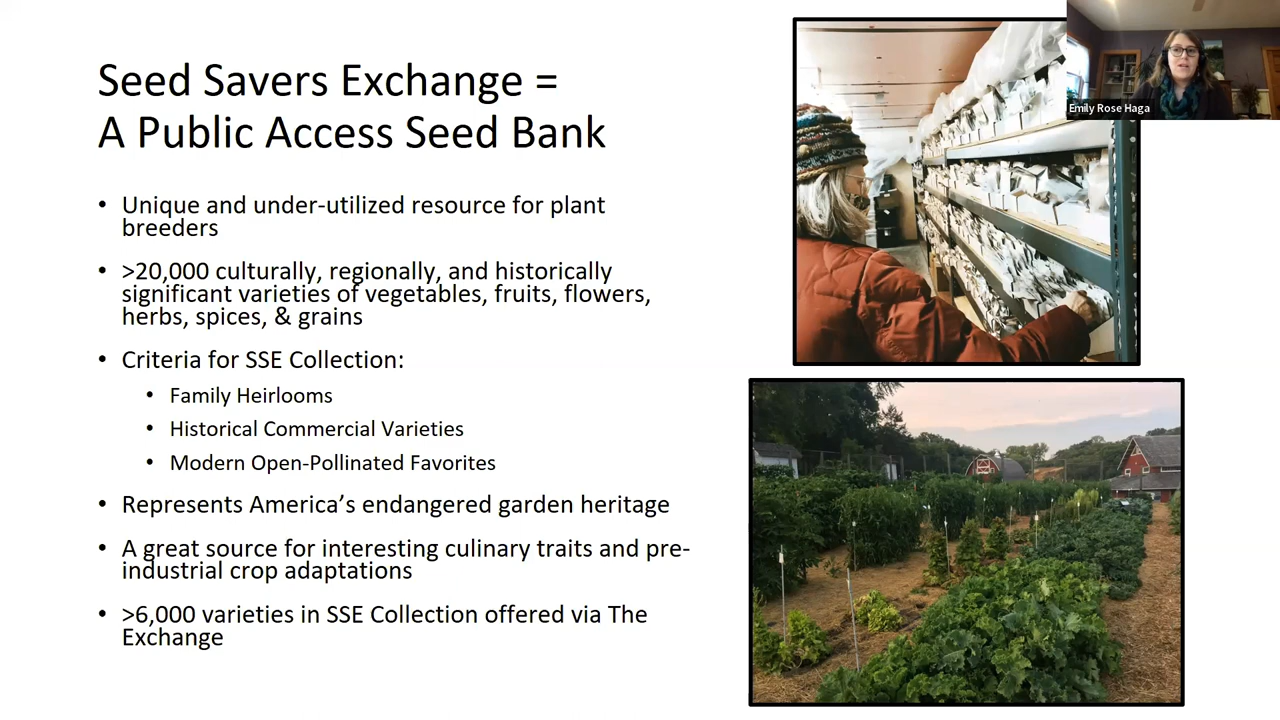 Seed Savers Exchange =
A Public Access Seed Bank
• Unique and under-utilized resource for plant
breeders
• >20,000 culturally, regionally, and historically
significant varieties of vegetables, fruits, flowers,
herbs, spices, & grains
• Criteria for SSE Collection:
• Family Heirlooms
• Historical Commercial Varieties
• Modern Open-Pollinated Favorites
• Represents America’s endangered garden heritage
• A great source for interesting culinary traits and pre-
industrial crop adaptations
• >6,000 varieties in SSE Collection offered via The
Exchange
Emily Rose Haga